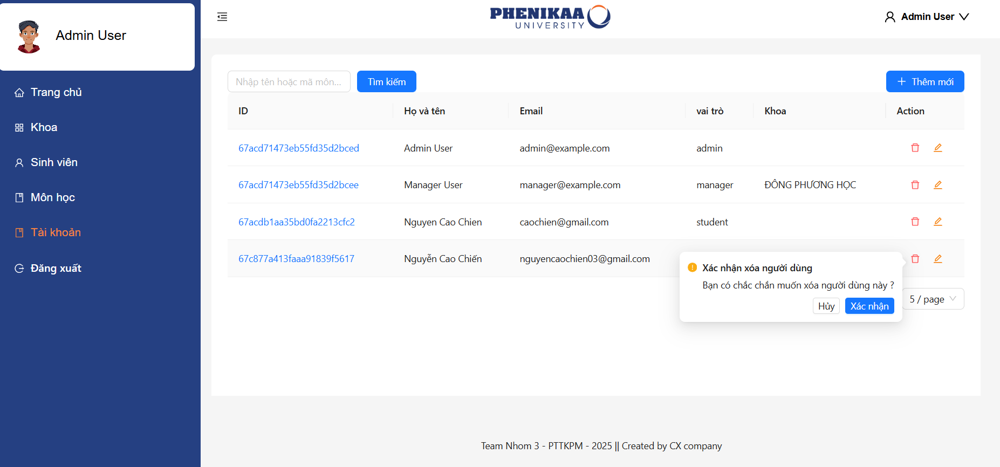 Admin User
Trang chủ
Khoa
Sinh viên
Môn học
Tài khoản
Đăng xuất
PHENIKAA
UNIVERSITY
Admin User
Nhập tên hoặc mã môn...
Tìm kiếm
Thêm mới
ID Họ và tên Email vai trò Khoa Action
67acd71473eb55fd35d2bced Admin User admin@example.com admin
67acd71473eb55fd35d2bcee Manager User manager@example.com manager ĐÔNG PHƯƠNG HỌC
67acdb1aa35bd0fa2213cfc2 Nguyen Cao Chien caochien@gmail.com student
67c877a413faaa91839f5617 Nguyễn Cao Chiến nguyencaochien03@gmail.com
Xác nhận xóa người dùng
Bạn có chắc chắn muốn xóa người dùng này ?
Hủy Xác nhận
5 / page
Team Nhom 3 - PTTKPM - 2025 || Created by CX company